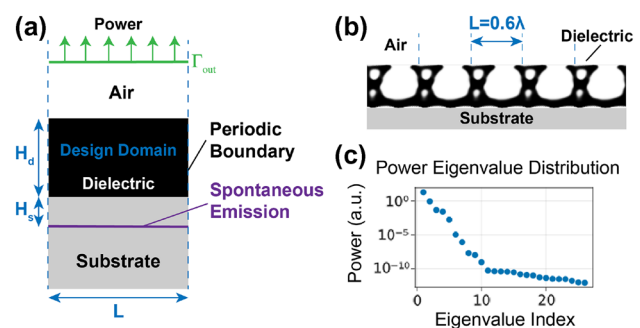 (a)
Power
Γout
Air
Hd
Design Domain
Dielectric
Periodic
Boundary
Hs
Spontaneous
Emission
Substrate
L
(b)
L=0.6λ
Dielectric
Air
Substrate
(c)
Power Eigenvalue Distribution
Power (a.u.)
10^0
10^-5
10^-10
0
10
20
Eigenvalue Index